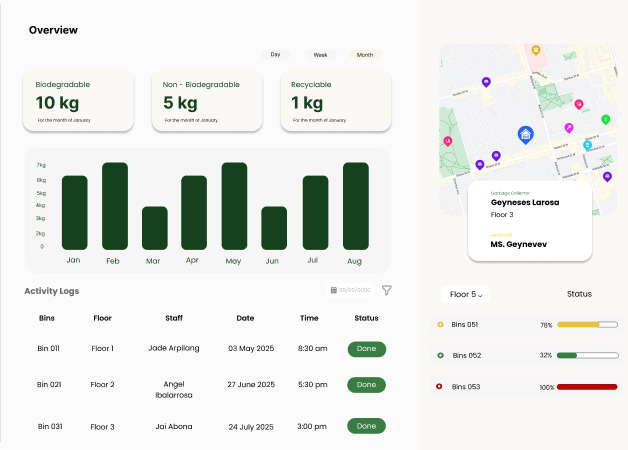 Overview
Day Week Month
Biodegradable
10 kg
For the month of January
Non - Biodegradable
5 kg
For the month of January
Recyclable
1 kg
For the month of January
7kg
6kg
5kg
4kg
3kg
2kg
0
Jan Feb Mar Apr May Jun Jul Aug
Activity Logs
00/00/0000
Bins Floor Staff Date Time Status
Bin 011 Floor 1 Jade Arpilang 03 May 2025 8:30 am Done
Bin 021 Floor 2 Angel Ibalarrosa 27 June 2025 5:30 pm Done
Bin 031 Floor 3 Jai Abona 24 July 2025 3:00 pm Done
Garbage Collector
Geyneses Larosa
Floor 3
MS. Geynevev
Floor 5 Status
Bins 051 78%
Bins 052 32%
Bins 053 100%